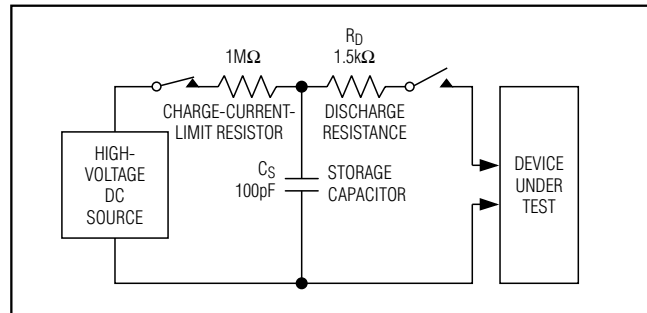 1MΩ
R_D
1.5kΩ
CHARGE-CURRENT-
LIMIT RESISTOR
DISCHARGE
RESISTANCE
HIGH-
VOLTAGE
DC
SOURCE
C_S
100pF
STORAGE
CAPACITOR
DEVICE
UNDER
TEST